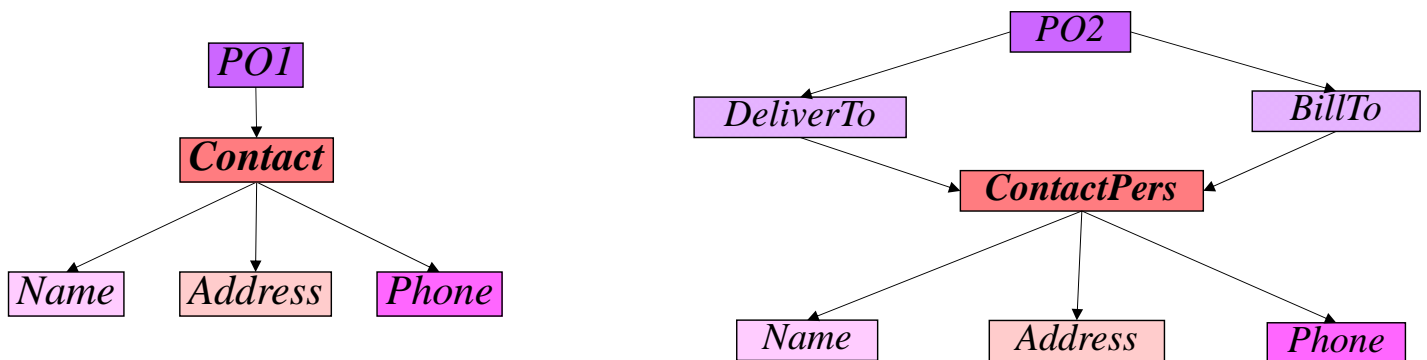 PO1
Contact
Name
Address
Phone
PO2
DeliverTo
BillTo
ContactPers
Name
Address
Phone